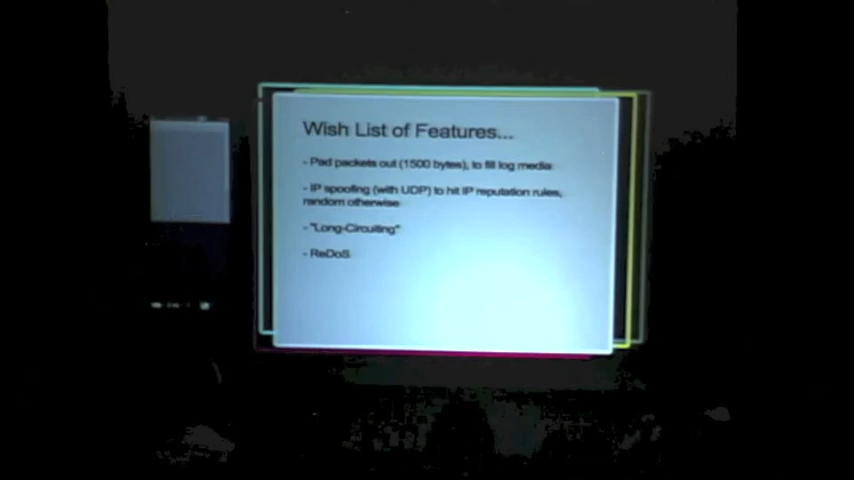 Wish List of Features...
- Pad packets out (1500 bytes), to fill log media
- IP spoofing (with UDP) to hit IP reputation rules,
random otherwise
- "Long-Circuiting"
- ReDoS